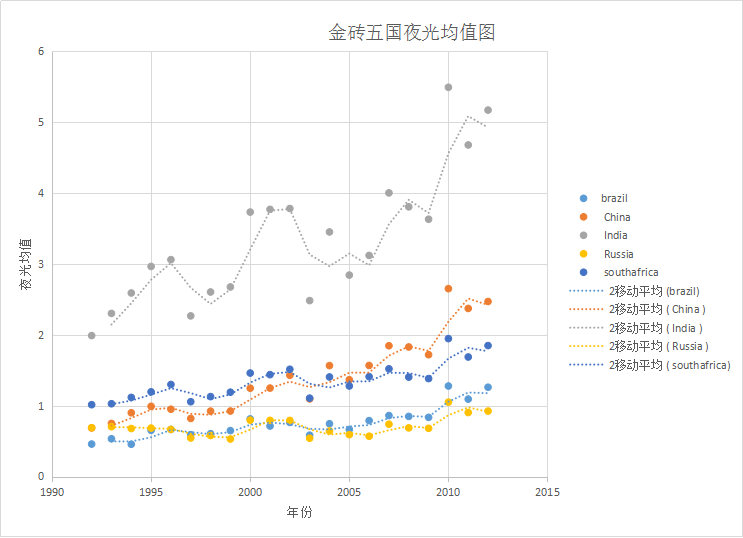 金砖五国夜光均值图
6
5
4
3
2
1
0
夜光均值
1990 1995 2000 2005 2010 2015
年份
brazil
China
India
Russia
southafrica
2移动平均 (brazil)
2移动平均 ( China )
2移动平均 ( India )
2移动平均 ( Russia )
2移动平均 ( southafrica)